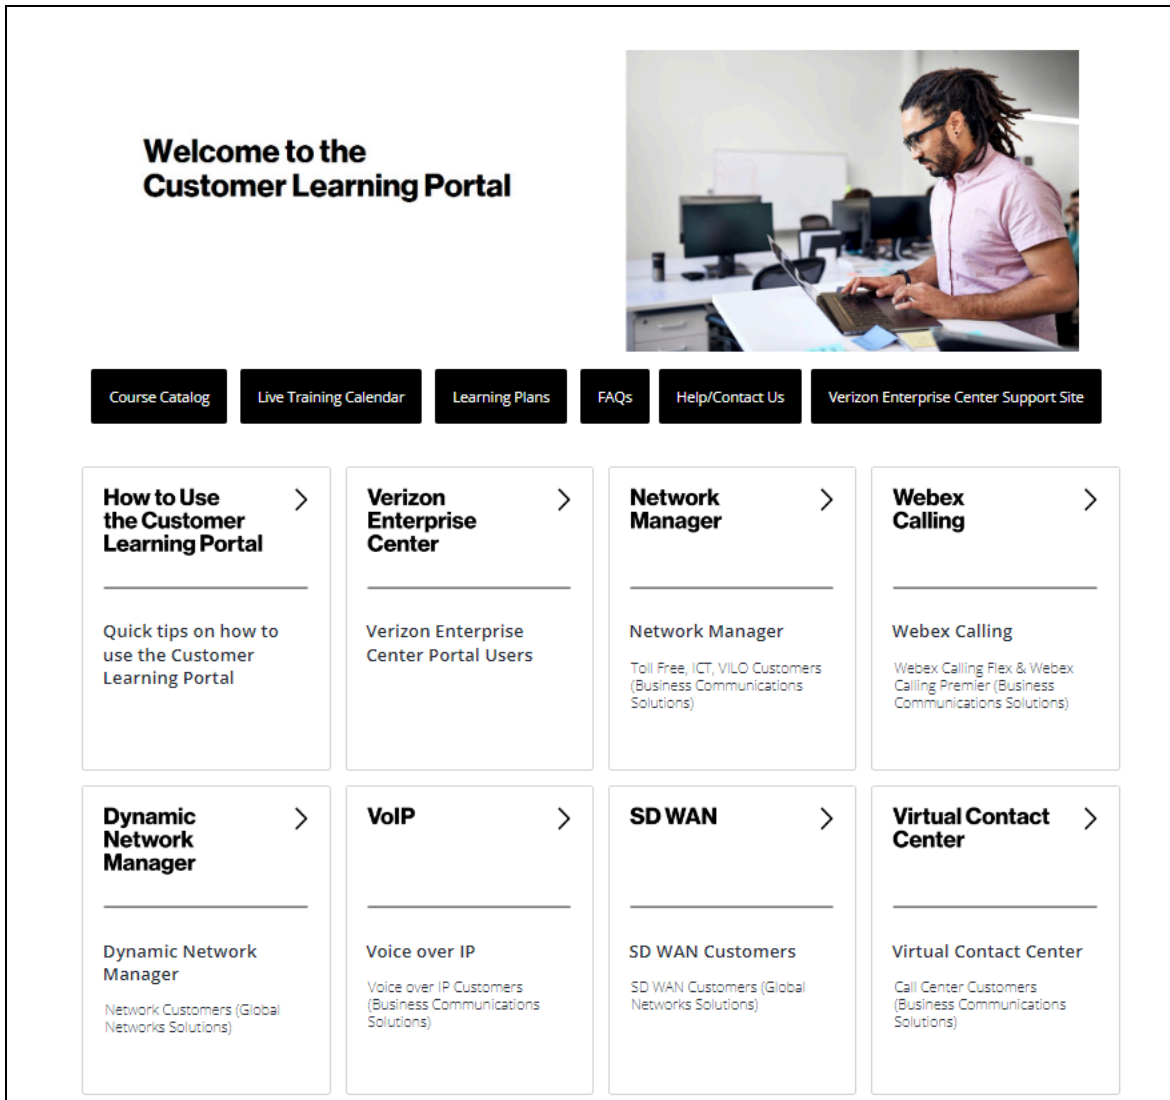 Welcome to the
Customer Learning Portal
Course Catalog
Live Training Calendar
Learning Plans
FAQs
Help/Contact Us
Verizon Enterprise Center Support Site
How to Use
the Customer
Learning Portal
Quick tips on how to
use the Customer
Learning Portal
Verizon
Enterprise
Center
Verizon Enterprise
Center Portal Users
Network
Manager
Network Manager
Toll Free, ICT, VILO Customers
(Business Communications
Solutions)
Webex
Calling
Webex Calling
Webex Calling Flex & Webex
Calling Premier (Business
Communications Solutions)
Dynamic
Network
Manager
Dynamic Network
Manager
Network Customers (Global
Networks Solutions)
VoIP
Voice over IP
Voice over IP Customers
(Business Communications
Solutions)
SD WAN
SD WAN Customers
SD WAN Customers (Global
Networks Solutions)
Virtual Contact
Center
Virtual Contact Center
Call Center Customers
(Business Communications
Solutions)